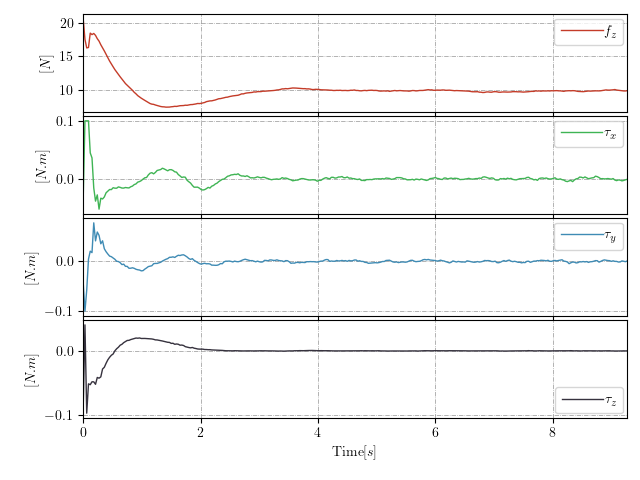 20
15
10
[N]
f_z
0.1
0.0
[N.m]
τ_x
0.0
−0.1
[N.m]
τ_y
0.0
−0.1
[N.m]
τ_z
0 2 4 6 8
Time[s]